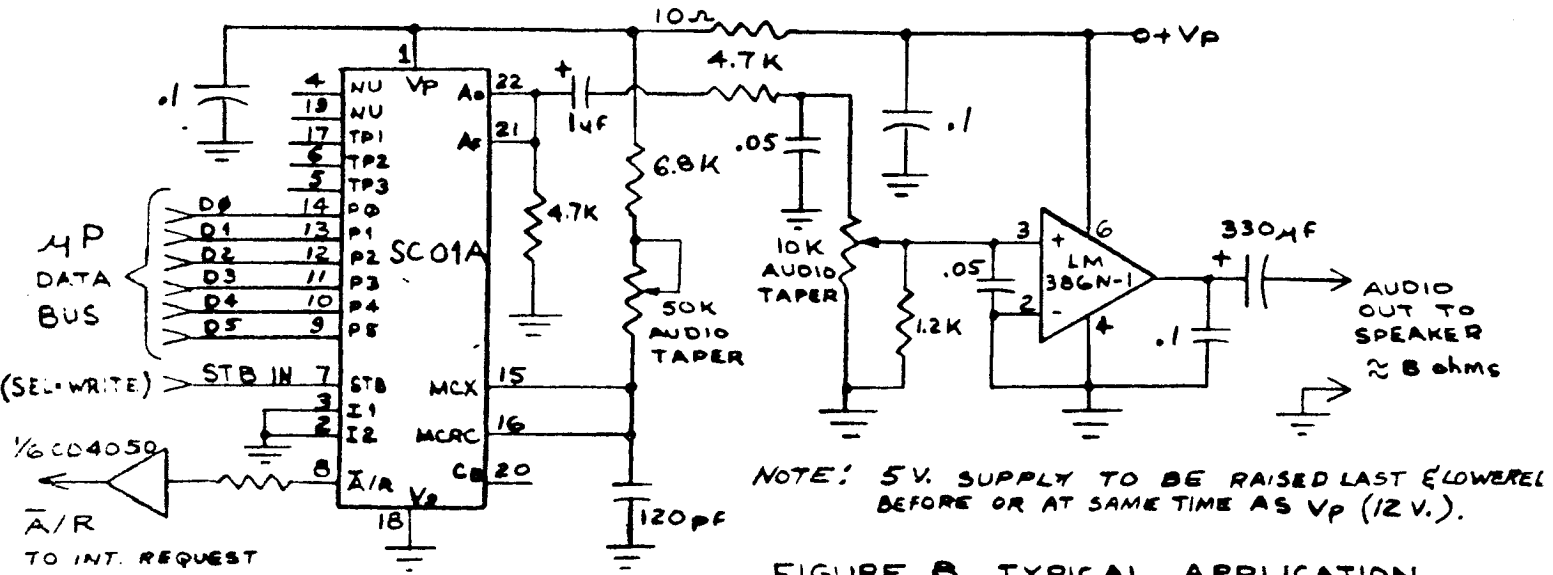 10Ω
+ Vp
1
4.7K
4 NU Vp Ao 22
+
.1
19 NU
1µf
17 TP1 AF 21
.1
6 TP2
.05
5 TP3
6.8K
D0 14 P0
4.7K
D1 13 P1
µP
DATA
BUS
D2 12 P2
SC01A
D3 11 P3
D4 10 P4
D5 9 P5
50K
AUDIO
TAPER
10K
AUDIO
TAPER
.05
1.2K
3 +
6
LM
386N-1
2 -
4
330µF
+
.1
AUDIO
OUT TO
SPEAKER
≈ 8 ohms
(SEL•WRITE) STB IN 7 STB
MCX 15
3 I1
2 I2
MCRC 16
1/6 CD4050
8 A̅/R
20
18
120pf
A̅/R
TO INT. REQUEST
NOTE: 5V. SUPPLY TO BE RAISED LAST & LOWERED
BEFORE OR AT SAME TIME AS Vp (12 V.).
FIGURE 8 TYPICAL APPLICATION